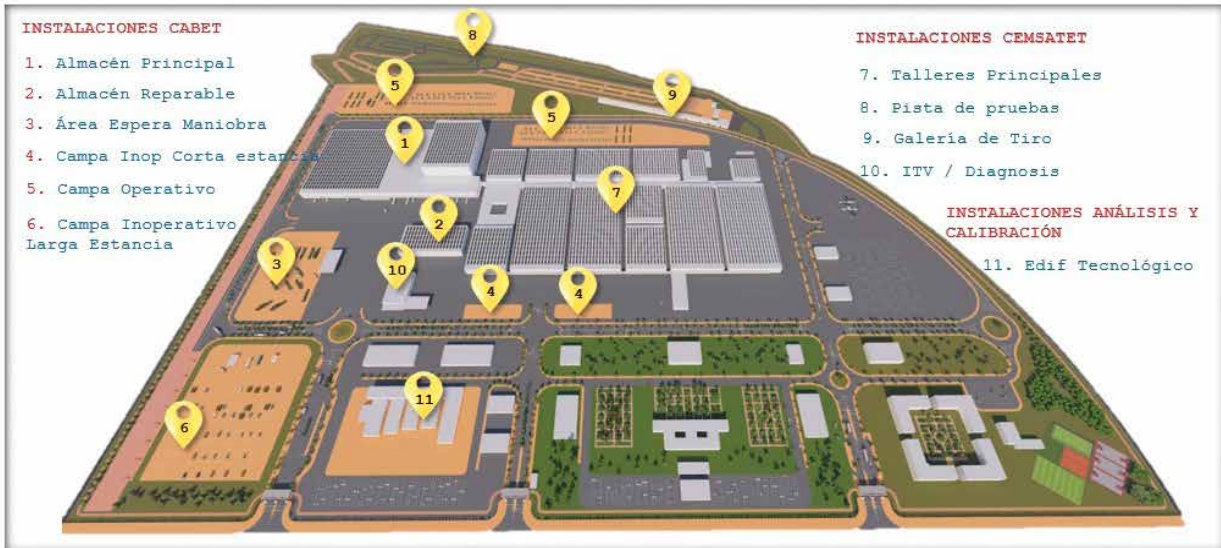 INSTALACIONES CABET
1. Almacén Principal
2. Almacén Reparable
3. Área Espera Maniobra
4. Campa Inop Corta estancia
5. Campa Operativo
6. Campa Inoperativo
Larga Estancia
INSTALACIONES CEMSATET
7. Talleres Principales
8. Pista de pruebas
9. Galería de Tiro
10. ITV / Diagnosis
INSTALACIONES ANÁLISIS Y
CALIBRACIÓN
11. Edif Tecnológico
8
5
9
5
1
7
2
3
10
4
4
11
6